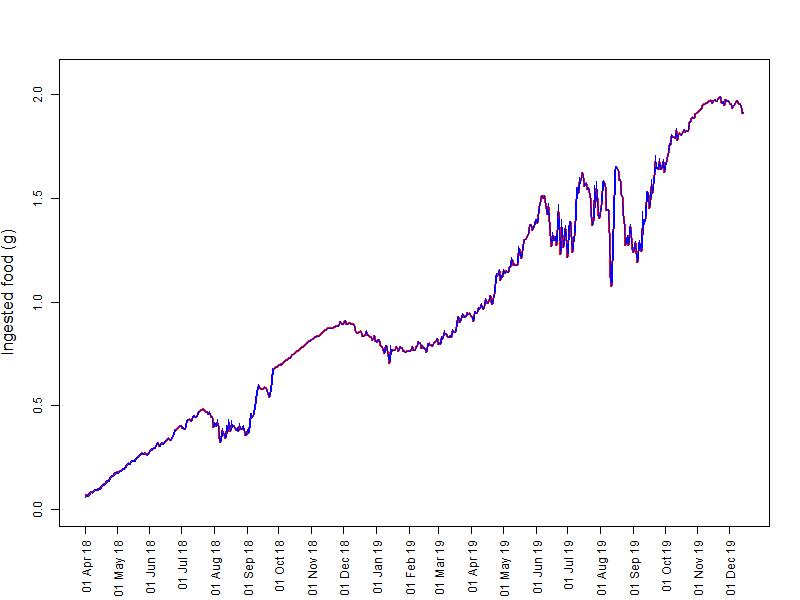 Ingested food (g)
2.0
1.5
1.0
0.5
0.0
01 Apr 18
01 May 18
01 Jun 18
01 Jul 18
01 Aug 18
01 Sep 18
01 Oct 18
01 Nov 18
01 Dec 18
01 Jan 19
01 Feb 19
01 Mar 19
01 Apr 19
01 May 19
01 Jun 19
01 Jul 19
01 Aug 19
01 Sep 19
01 Oct 19
01 Nov 19
01 Dec 19